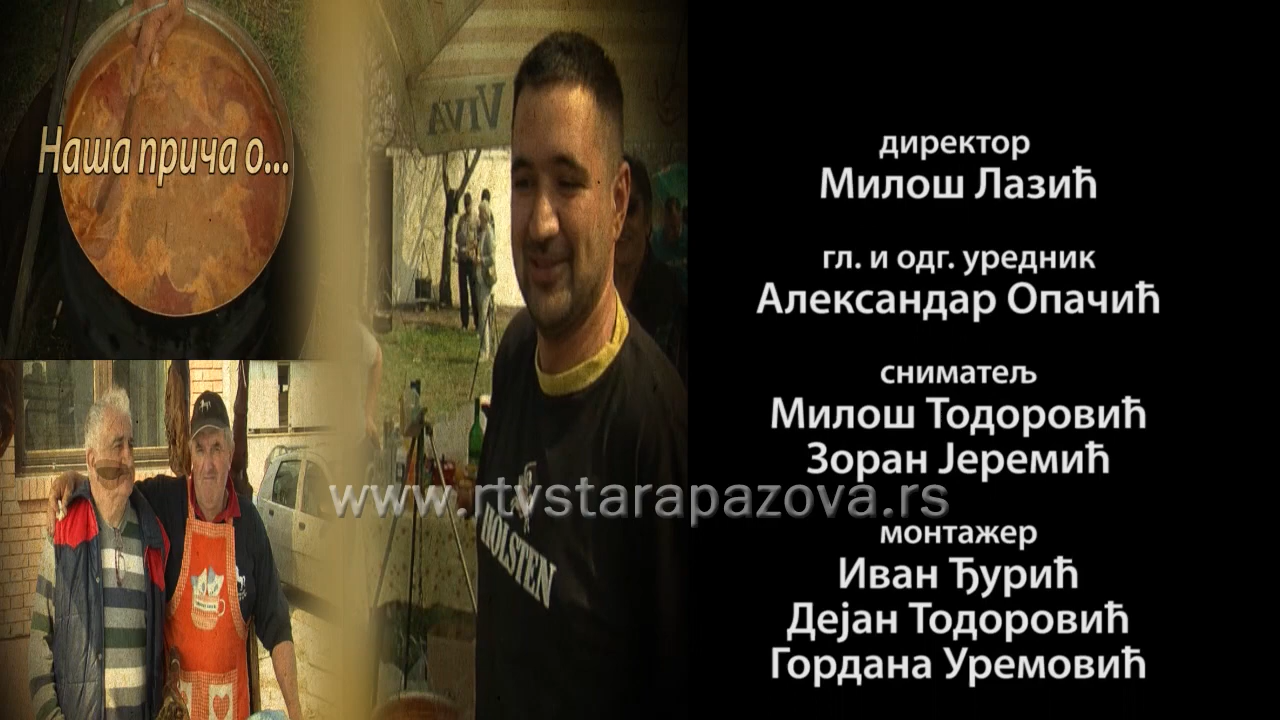 Наша прича о...
VIVA
HOLSTEN
www.rtvstarapazova.rs
директор
Милош Лазић
гл. и одг. уредник
Александар Опачић
сниматељ
Милош Тодоровић
Зоран Јеремић
монтажер
Иван Ђурић
Дејан Тодоровић
Гордана Уремовић